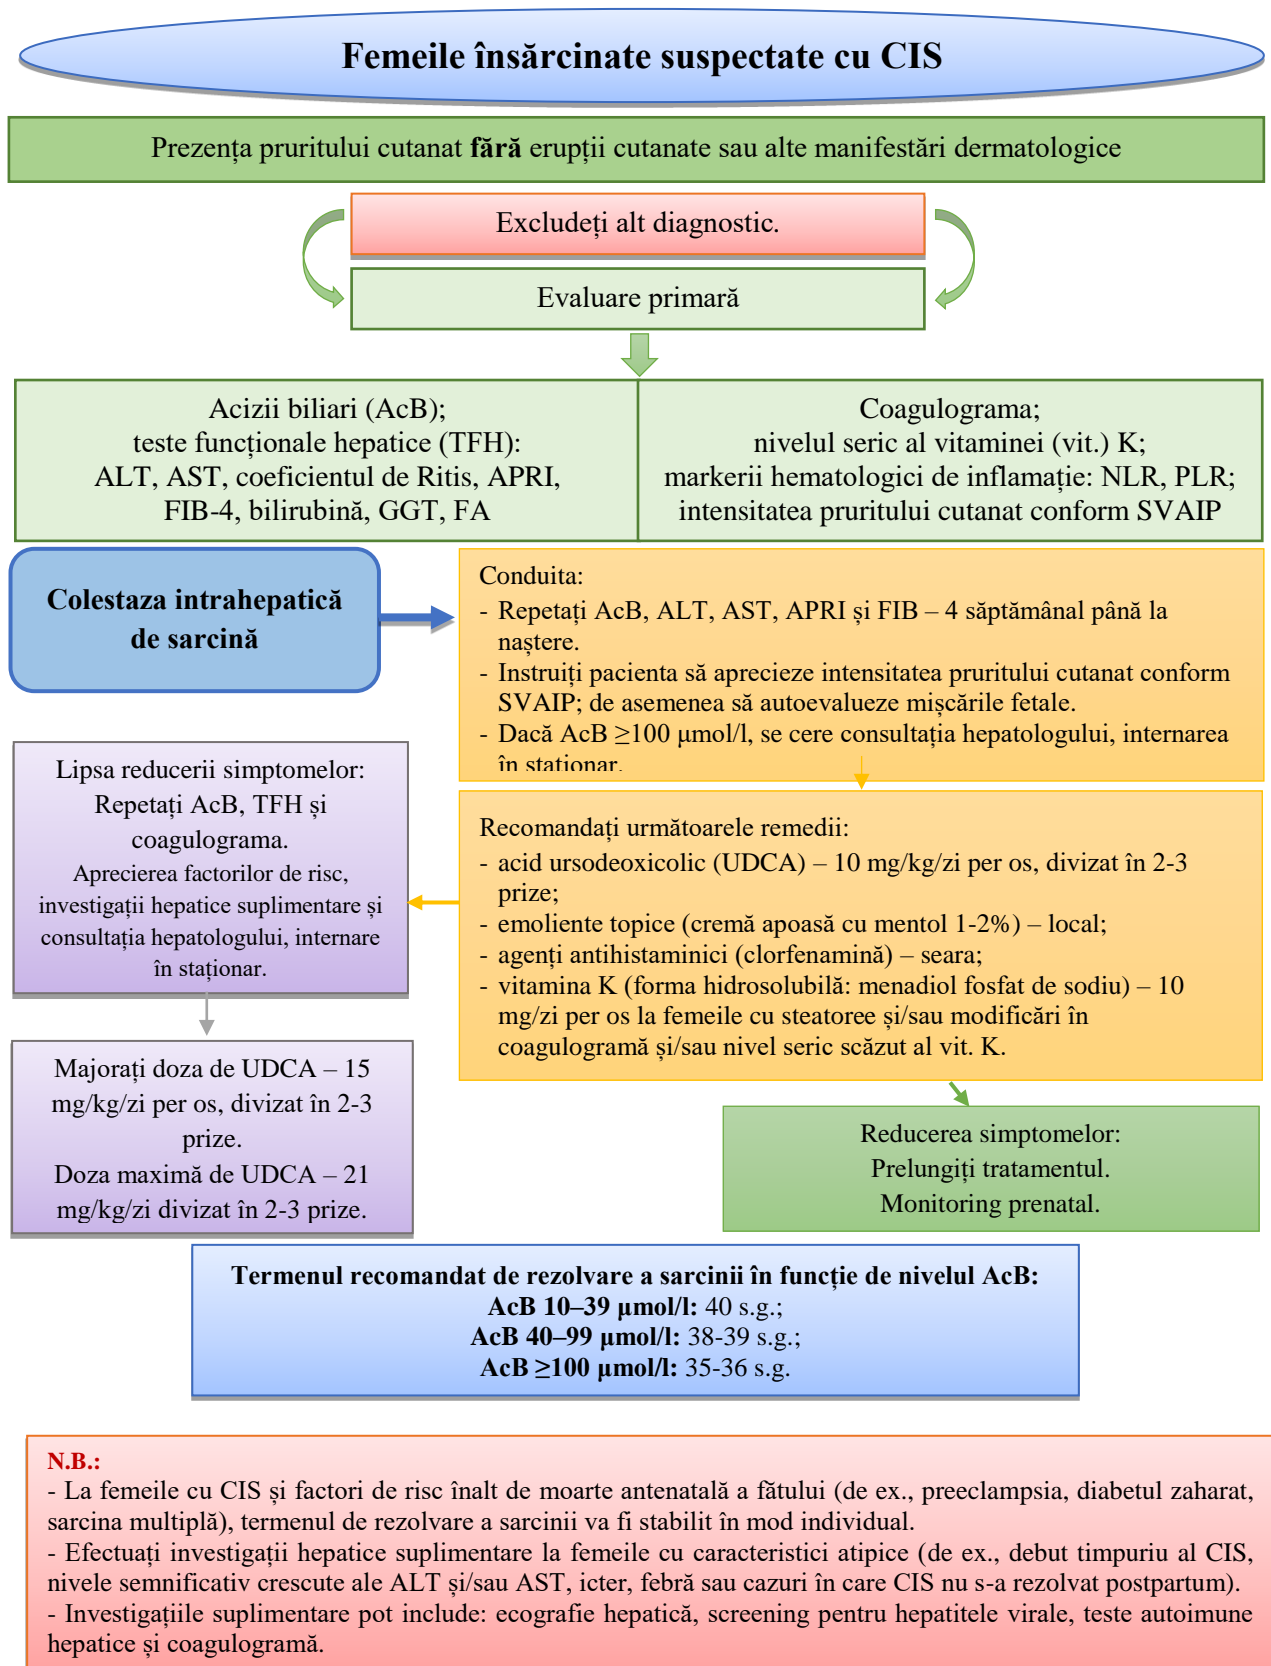 Femeile însărcinate suspectate cu CIS
Prezența pruritului cutanat fără erupții cutanate sau alte manifestări dermatologice
Excludeți alt diagnostic.
Evaluare primară
Acizii biliari (AcB);
teste funcționale hepatice (TFH):
ALT, AST, coeficientul de Ritis, APRI,
FIB-4, bilirubină, GGT, FA
Coagulograma;
nivelul seric al vitaminei (vit.) K;
markerii hematologici de inflamație: NLR, PLR;
intensitatea pruritului cutanat conform SVAIP
Colestaza intrahepatică
de sarcină
Conduita:
- Repetați AcB, ALT, AST, APRI și FIB – 4 săptămânal până la
naștere.
- Instruiți pacienta să aprecieze intensitatea pruritului cutanat conform
SVAIP; de asemenea să autoevalueze mișcările fetale.
- Dacă AcB ≥100 μmol/l, se cere consultația hepatologului, internarea
în staționar.
Recomandați următoarele remedii:
- acid ursodeoxicolic (UDCA) – 10 mg/kg/zi per os, divizat în 2-3
prize;
- emoliente topice (cremă apoasă cu mentol 1-2%) – local;
- agenți antihistaminici (clorfenamină) – seara;
- vitamina K (forma hidrosolubilă: menadiol fosfat de sodiu) – 10
mg/zi per os la femeile cu steatoree și/sau modificări în
coagulogramă și/sau nivel seric scăzut al vit. K.
Lipsa reducerii simptomelor:
Repetați AcB, TFH și
coagulograma.
Aprecierea factorilor de risc,
investigații hepatice suplimentare și
consultația hepatologului, internare
în staționar.
Majorați doza de UDCA – 15
mg/kg/zi per os, divizat în 2-3
prize.
Doza maximă de UDCA – 21
mg/kg/zi divizat în 2-3 prize.
Reducerea simptomelor:
Prelungiți tratamentul.
Monitoring prenatal.
Termenul recomandat de rezolvare a sarcinii în funcție de nivelul AcB:
AcB 10–39 μmol/l: 40 s.g.;
AcB 40–99 μmol/l: 38-39 s.g.;
AcB ≥100 μmol/l: 35-36 s.g.
N.B.:
- La femeile cu CIS și factori de risc înalt de moarte antenatală a fătului (de ex., preeclampsia, diabetul zaharat,
sarcina multiplă), termenul de rezolvare a sarcinii va fi stabilit în mod individual.
- Efectuați investigații hepatice suplimentare la femeile cu caracteristici atipice (de ex., debut timpuriu al CIS,
nivele semnificativ crescute ale ALT și/sau AST, icter, febră sau cazuri în care CIS nu s-a rezolvat postpartum).
- Investigațiile suplimentare pot include: ecografie hepatică, screening pentru hepatitele virale, teste autoimune
hepatice și coagulogramă.